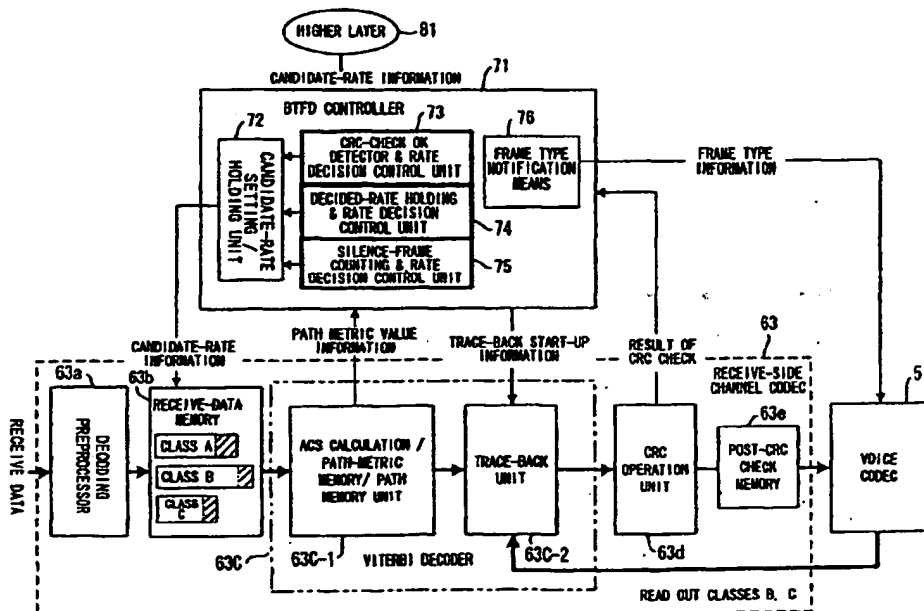 HIGHER LAYER
81
CANDIDATE-RATE INFORMATION
71
BTFD CONTROLLER
72
CANDIDATE-RATE
SETTING/
HOLDING UNIT
73
CRC-CHECK OK
DETECTOR & RATE
DECISION CONTROL UNIT
DECIDED-RATE HOLDING
& RATE DECISION
CONTROL UNIT
74
SILENCE-FRAME
COUNTING & RATE
DECISION CONTROL UNIT
75
76
FRAME TYPE
NOTIFICATION
MEANS
FRAME TYPE
INFORMATION
CANDIDATE-RATE
INFORMATION
PATH METRIC VALUE
INFORMATION
TRACE-BACK START-UP
INFORMATION
RESULT OF
CRC CHECK
63
RECEIVE-SIDE
CHANNEL CODEC
RECEIVE DATA
63a
DECODING
PREPROCESSOR
63b
RECEIVE-DATA
MEMORY
CLASS A
CLASS B
CLASS
C
ACS CALCULATION /
PATH-METRIC
MEMORY/ PATH
MEMORY UNIT
63C-1
TRACE-BACK
UNIT
63C-2
63C
VITERBI DECODER
CRC
OPERATION
UNIT
63d
63e
POST-CRC
CHECK
MEMORY
5
VOICE
CODEC
READ OUT CLASSES B, C